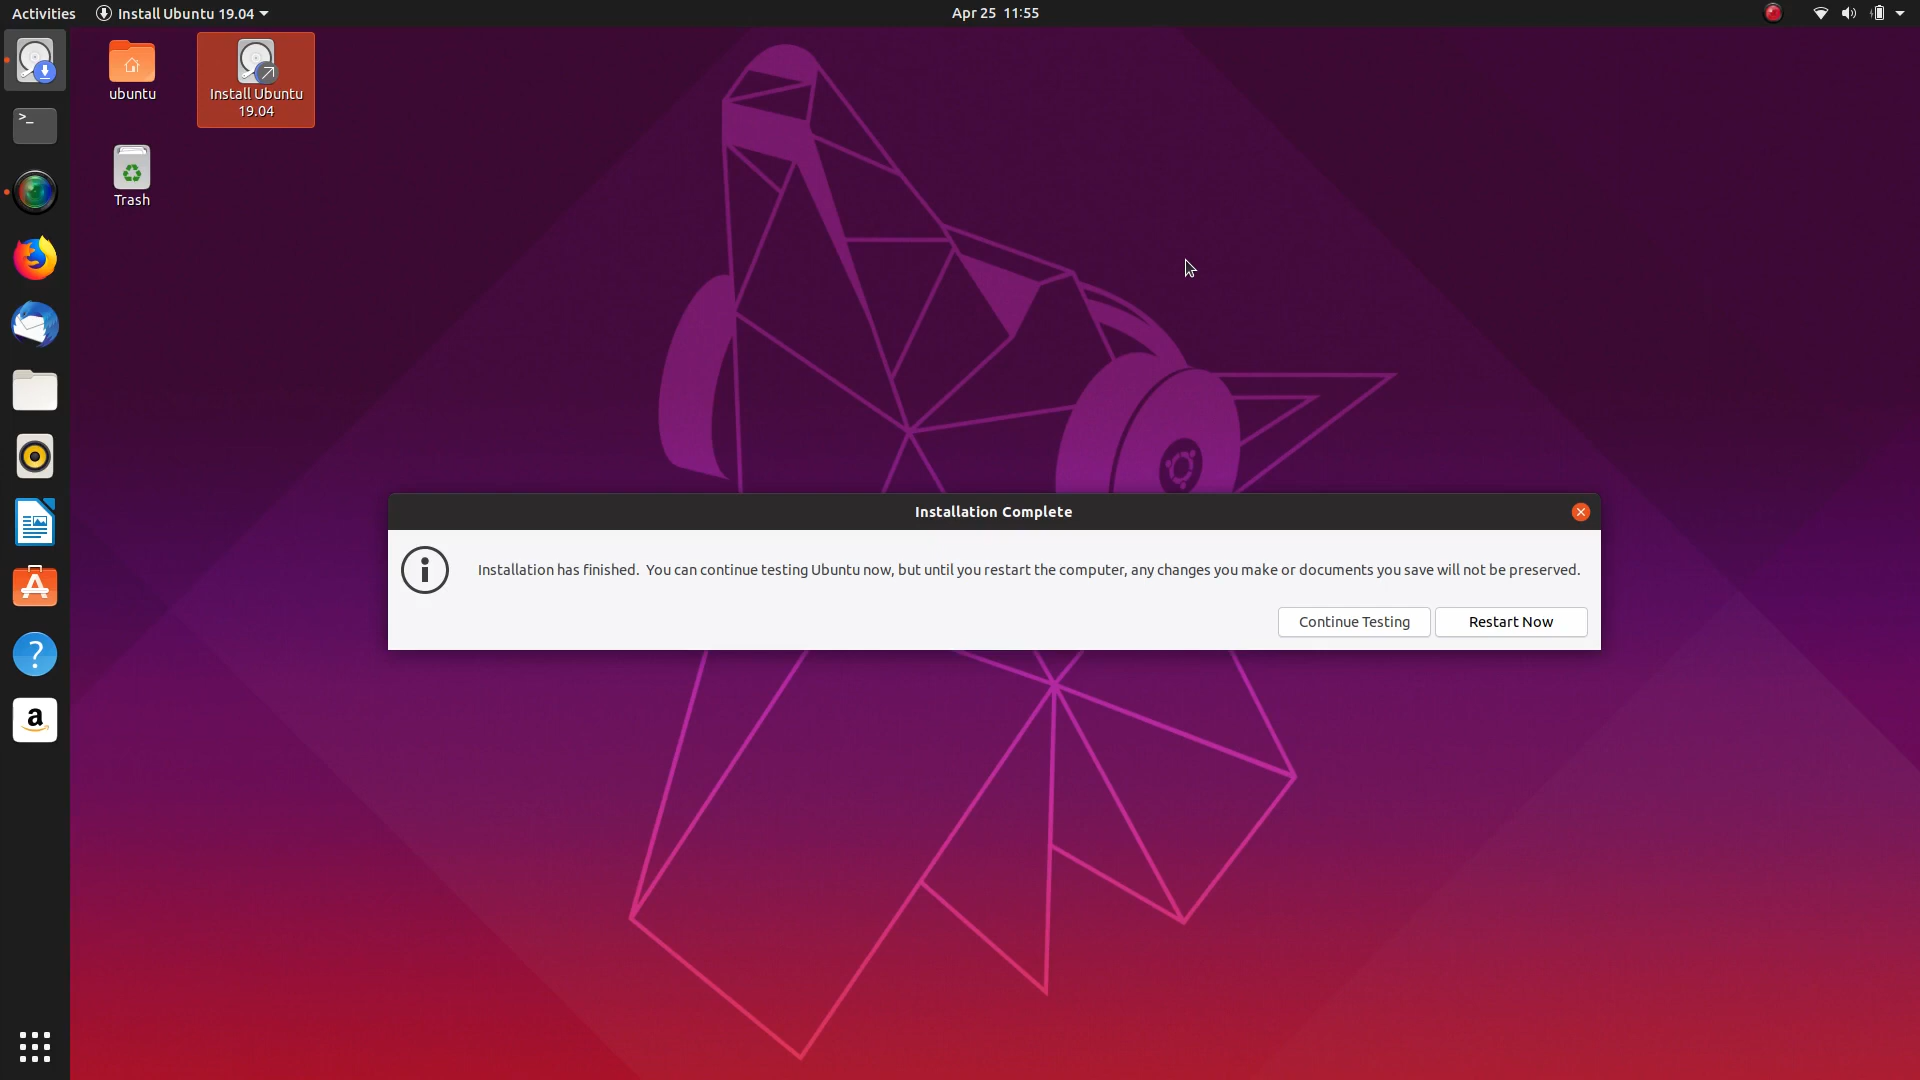 Activities
Install Ubuntu 19.04
Apr 25 11:55
ubuntu
Install Ubuntu
19.04
Trash
>_
Installation Complete
Installation has finished. You can continue testing Ubuntu now, but until you restart the computer, any changes you make or documents you save will not be preserved.
Continue Testing
Restart Now
?
a